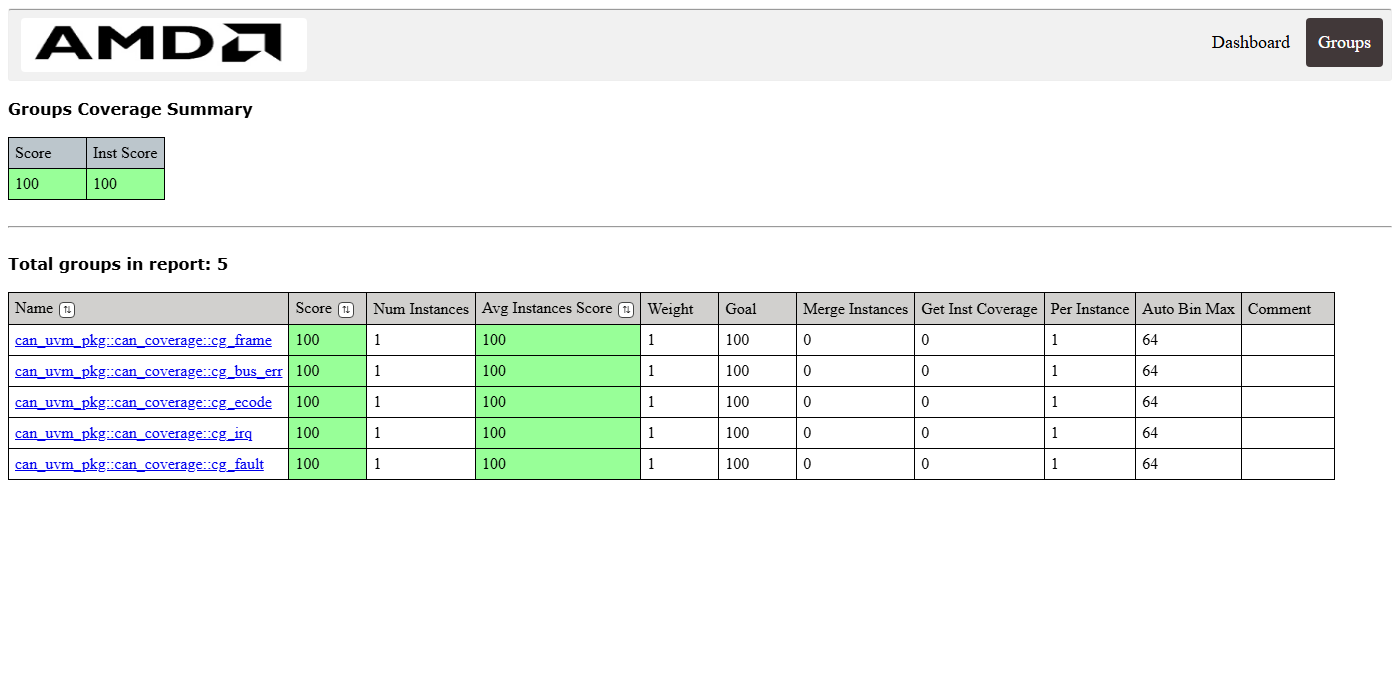 AMD
Dashboard Groups
Groups Coverage Summary
Score Inst Score
100 100
Total groups in report: 5
Name Score Num Instances Avg Instances Score Weight Goal Merge Instances Get Inst Coverage Per Instance Auto Bin Max Comment
can_uvm_pkg::can_coverage::cg_frame 100 1 100 1 100 0 0 1 64
can_uvm_pkg::can_coverage::cg_bus_err 100 1 100 1 100 0 0 1 64
can_uvm_pkg::can_coverage::cg_ecode 100 1 100 1 100 0 0 1 64
can_uvm_pkg::can_coverage::cg_irq 100 1 100 1 100 0 0 1 64
can_uvm_pkg::can_coverage::cg_fault 100 1 100 1 100 0 0 1 64